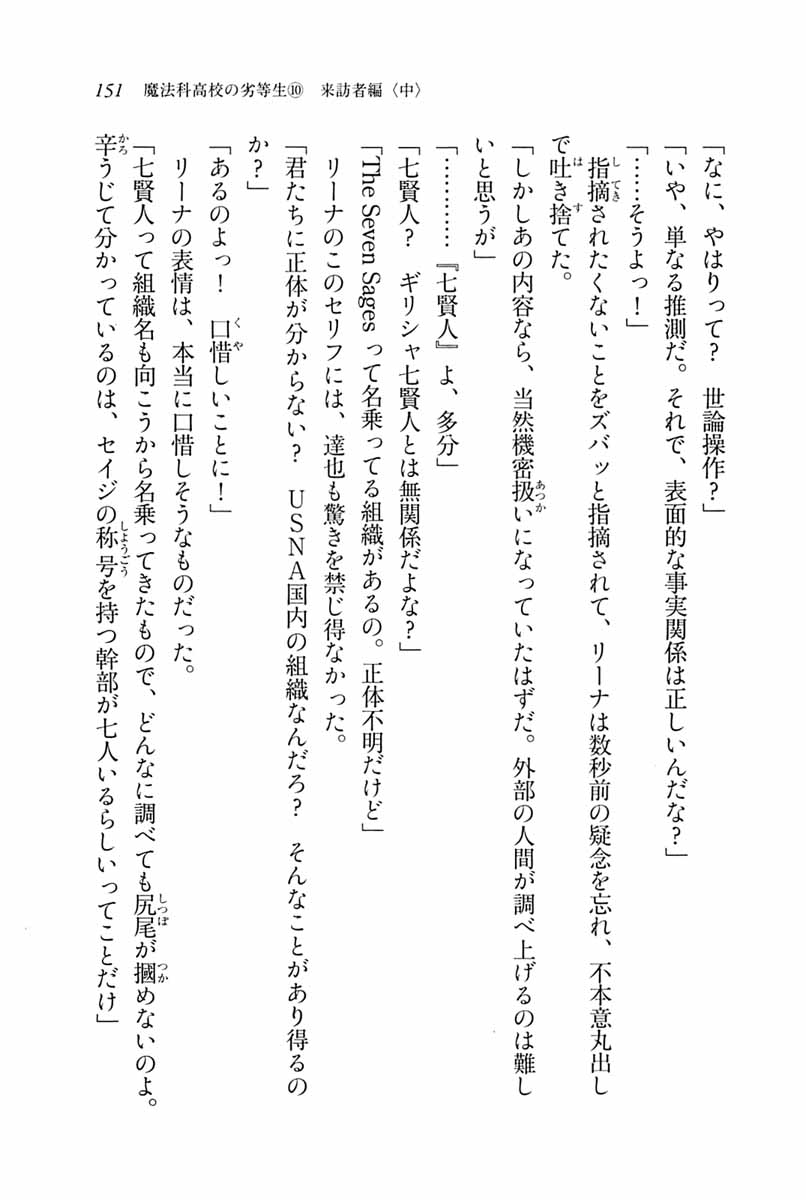 151　魔法科高校の劣等生⑩　来訪者編〈中〉
「なに、やはりって？　世論操作？」
「いや、単なる推測だ。それで、表面的な事実関係は正しいんだな？」
「……そうよっ！」
　指摘されたくないことをズバッと指摘されて、リーナは数秒前の疑念を忘れ、不本意丸出し
で吐き捨てた。
「しかしあの内容なら、当然機密扱いになっていたはずだ。外部の人間が調べ上げるのは難し
いと思うが」
「…………『七賢人』よ、多分」
「七賢人？　ギリシャ七賢人とは無関係だよな？」
「The Seven Sages って名乗ってる組織があるの。正体不明だけど」
　リーナのこのセリフには、達也も驚きを禁じ得なかった。
「君たちに正体が分からない？　ＵＳＮＡ国内の組織なんだろ？　そんなことがあり得るの
か？」
「あるのよっ！　口惜しいことに！」
　リーナの表情は、本当に口惜しそうなものだった。
「七賢人って組織名も向こうから名乗ってきたもので、どんなに調べても尻尾が摑めないのよ。
辛うじて分かっているのは、セイジの称号を持つ幹部が七人いるらしいってことだけ」